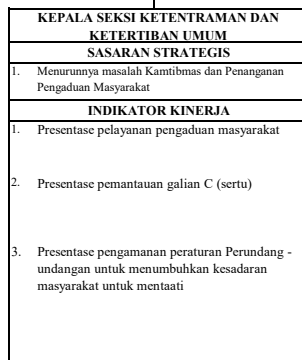 KEPALA SEKSI KETENTRAMAN DAN
KETERTIBAN UMUM
SASARAN STRATEGIS
1. Menurunnya masalah Kamtibmas dan Penanganan
Pengaduan Masyarakat
INDIKATOR KINERJA
1. Presentase pelayanan pengaduan masyarakat
2. Presentase pemantauan galian C (sertu)
3. Presentase pengamanan peraturan Perundang -
undangan untuk menumbuhkan kesadaran
masyarakat untuk mentaati